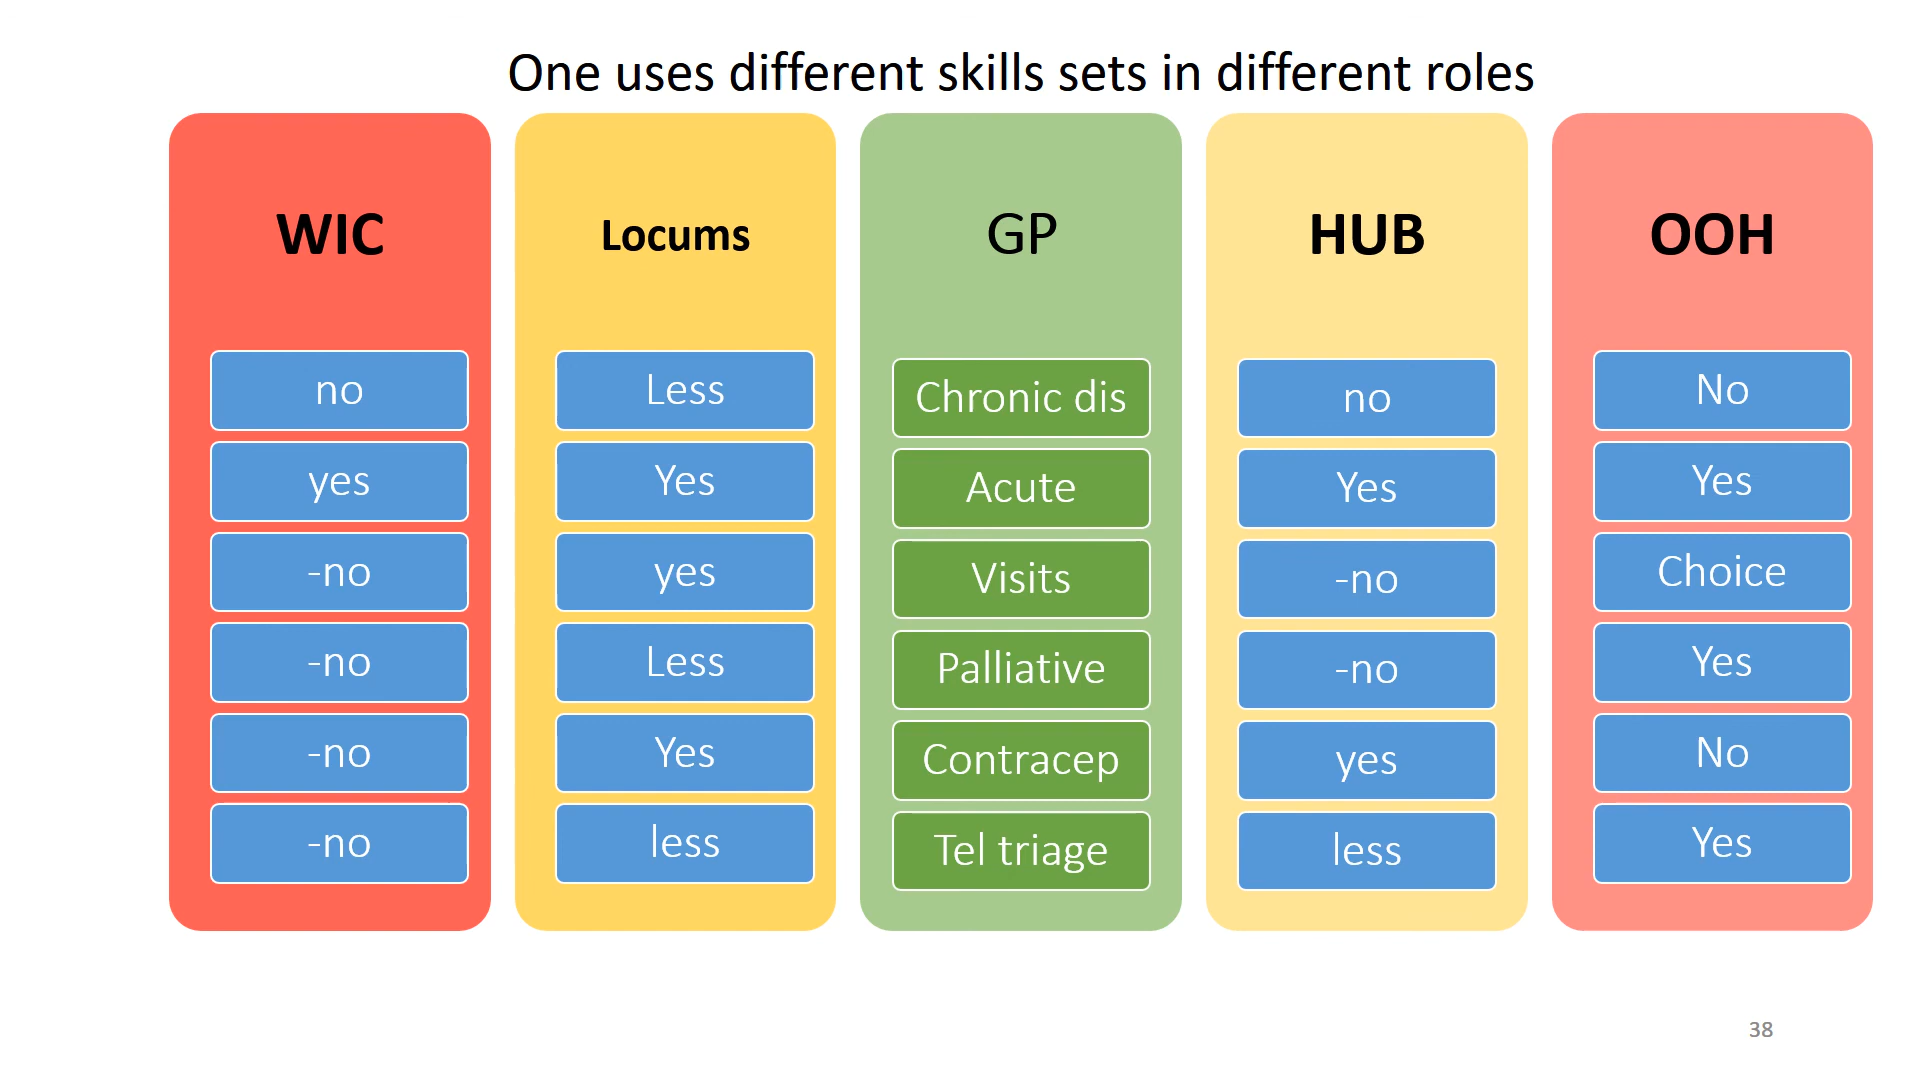 One uses different skills sets in different roles
WIC
no
yes
-no
-no
-no
-no
Locums
Less
Yes
yes
Less
Yes
less
GP
Chronic dis
Acute
Visits
Palliative
Contracep
Tel triage
HUB
no
Yes
-no
-no
yes
less
OOH
No
Yes
Choice
Yes
No
Yes
38